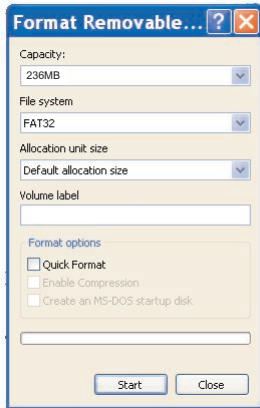 Format Removable... ?
Capacity:
236MB
File system
FAT32
Allocation unit size
Default allocation size
Volume label
Format options
Quick Format
Enable Compression
Create an MS-DOS startup disk
Start Close